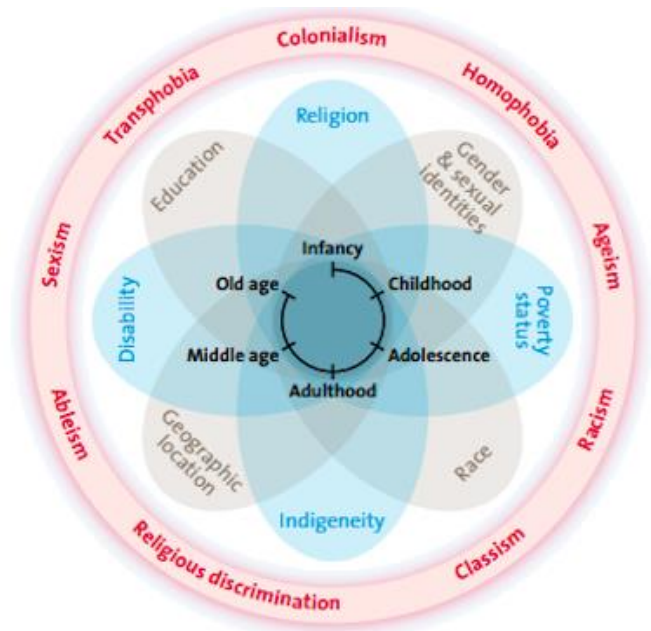 Colonialism
Transphobia
Homophobia
Religion
Education
Gender
& sexual
identities
Sexism
Ageism
Infancy
Old age
Childhood
Disability
Poverty
status
Middle age
Adolescence
Adulthood
Ableism
Racism
Geographic
location
Race
Indigeneity
Religious discrimination
Classism